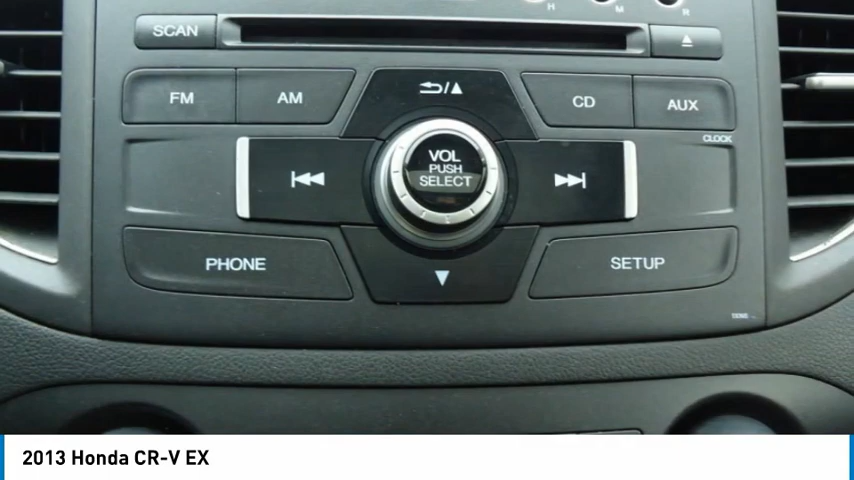 H M R
SCAN
FM AM CD AUX
CLOCK
VOL
PUSH
SELECT
PHONE SETUP
2013 Honda CR-V EX